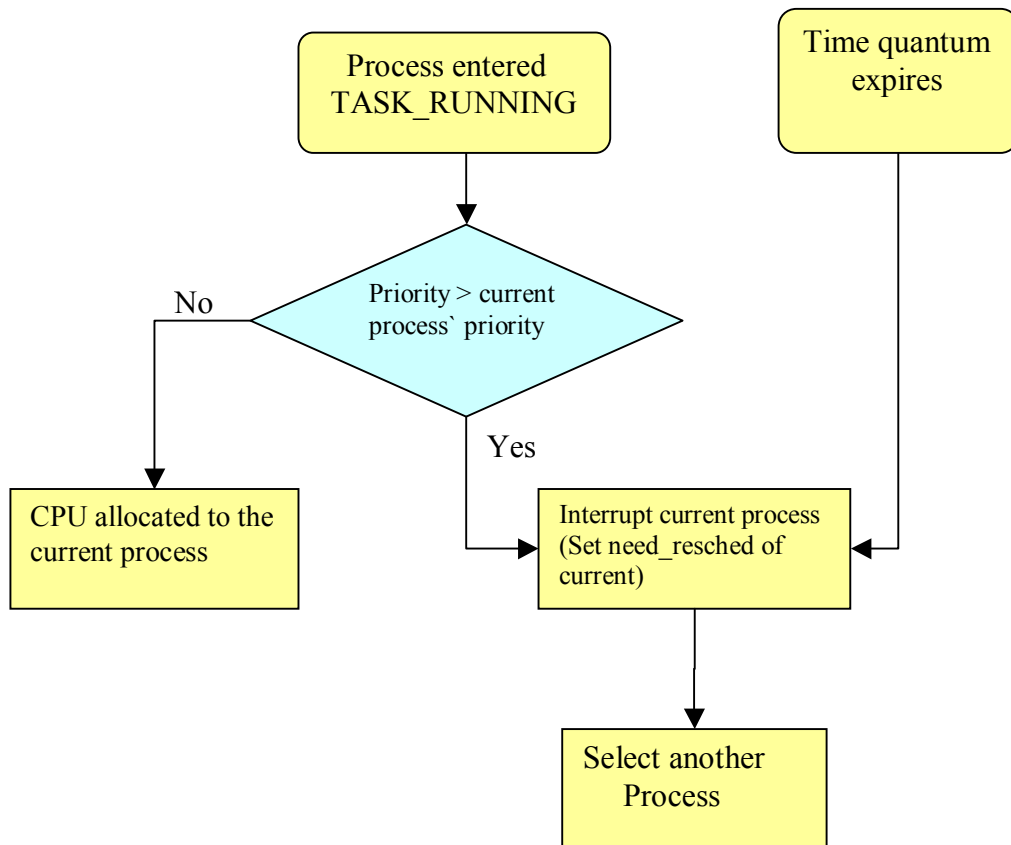 Process entered
TASK_RUNNING
Time quantum
expires
Priority > current
process` priority
No
Yes
CPU allocated to the
current process
Interrupt current process
(Set need_resched of
current)
Select another
Process